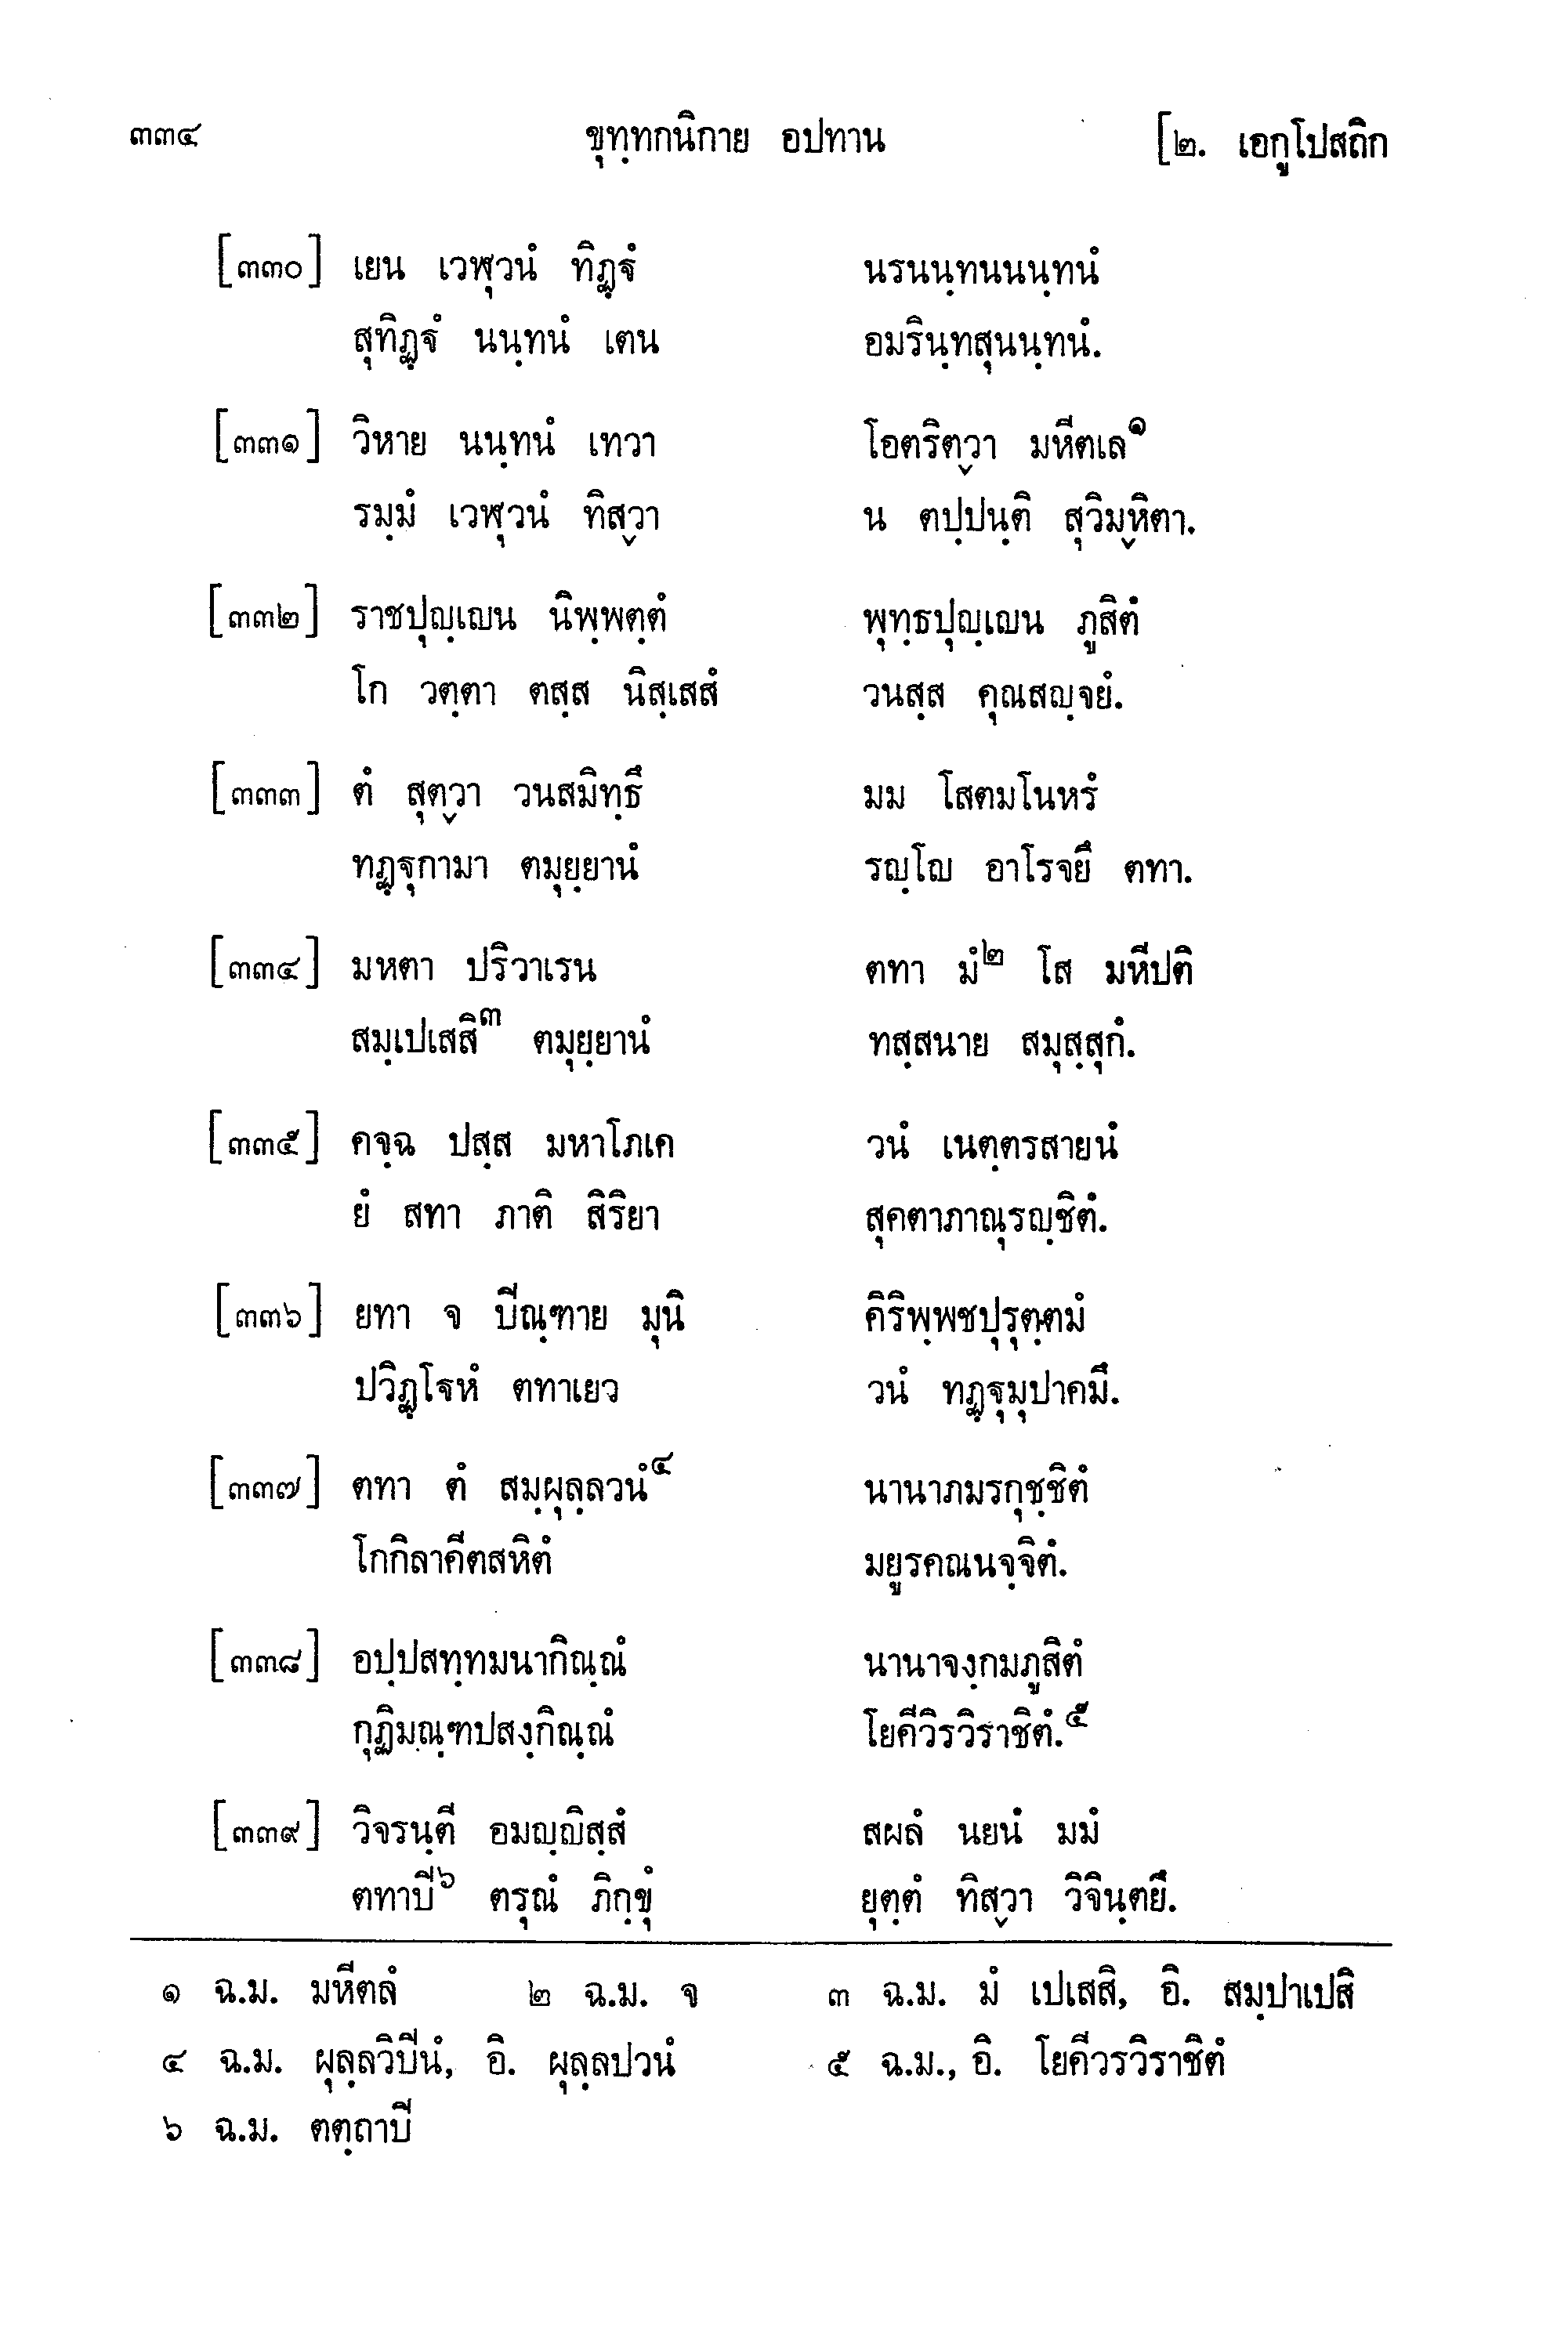 ๓๓๔ ขุทฺทกนิกาย อปทาน [๒. เอกูโปสถิก
[๓๓๐] เยน เวฬุวนํ ทิฏฺฐํ นรนนฺทนนนฺทนํ
สุทิฏฺฐํ นนฺทนํ เตน อมรินฺทสุนนฺทนํ.
[๓๓๑] วิหาย นนฺทนํ เทวา โอตริตฺวา มหีตเล๑
รมฺมํ เวฬุวนํ ทิสฺวา น ตปฺปนฺติ สุวิมฺหิตา.
[๓๓๒] ราชปุญฺเญน นิพฺพตฺตํ พุทฺธปุญฺเญน ภูสิตํ
โก วตฺตา ตสฺส นิสฺเสสํ วนสฺส คุณสญฺจยํ.
[๓๓๓] ตํ สุตฺวา วนสมิทฺธึ มม โสตมโนหรํ
ทฏฺฐุกามา ตมุยฺยานํ รญฺโญ อาโรจยึ ตทา.
[๓๓๔] มหตา ปริวาเรน ตทา มํ๒ โส มหีปติ
สมฺเปเสสิ๓ ตมุยฺยานํ ทสฺสนาย สมุสฺสุกํ.
[๓๓๕] คจฺฉ ปสฺส มหาโภเค วนํ เนตฺตรสายนํ
ยํ สทา ภาติ สิริยา สุคตาภาณุรญฺชิตํ.
[๓๓๖] ยทา จ ปิณฺฑาย มุนิ คิริพฺพชปุรุตฺตมํ
ปวิฏฺโฐหํ ตทาเยว วนํ ทฏฺฐุมุปาคมึ.
[๓๓๗] ตทา ตํ สมฺผุลฺลวนํ๔ นานาภมรกุชฺชิตํ
โกกิลาคีตสหิตํ มยูรคณนจฺจิตํ.
[๓๓๘] อปฺปสทฺทมนากิณฺณํ นานาจงฺกมภูสิตํ
กุฏิมณฺฑปสงฺกิณฺณํ โยคีวิรวิราชิตํ.๕
[๓๓๙] วิจรนฺตี อมญฺญิสฺสํ สผลํ นยนํ มมํ
ตทาปิ๖ ตรุณํ ภิกฺขุํ ยุตฺตํ ทิสฺวา วิจินฺตยึ.
๑ ฉ.ม. มหีตลํ ๒ ฉ.ม. จ ๓ ฉ.ม. มํ เปเสสิ, อิ. สมฺปาเปสิ
๔ ฉ.ม. ผุลฺลวิปินํ, อิ. ผุลฺลปวนํ ๕ ฉ.ม., อิ. โยคีวรวิราชิตํ
๖ ฉ.ม. ตตฺถาปิ